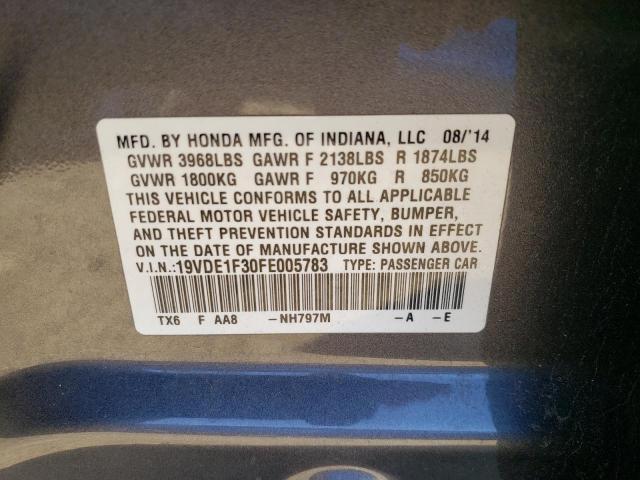 MFD. BY HONDA MFG. OF INDIANA, LLC 08/'14
GVWR 3968LBS GAWR F 2138LBS R 1874LBS
GVWR 1800KG GAWR F 970KG R 850KG
THIS VEHICLE CONFORMS TO ALL APPLICABLE
FEDERAL MOTOR VEHICLE SAFETY, BUMPER,
AND THEFT PREVENTION STANDARDS IN EFFECT
ON THE DATE OF MANUFACTURE SHOWN ABOVE.
V.I.N.:19VDE1F30FE005783 TYPE: PASSENGER CAR
TX6 F AA8 -NH797M -A -E